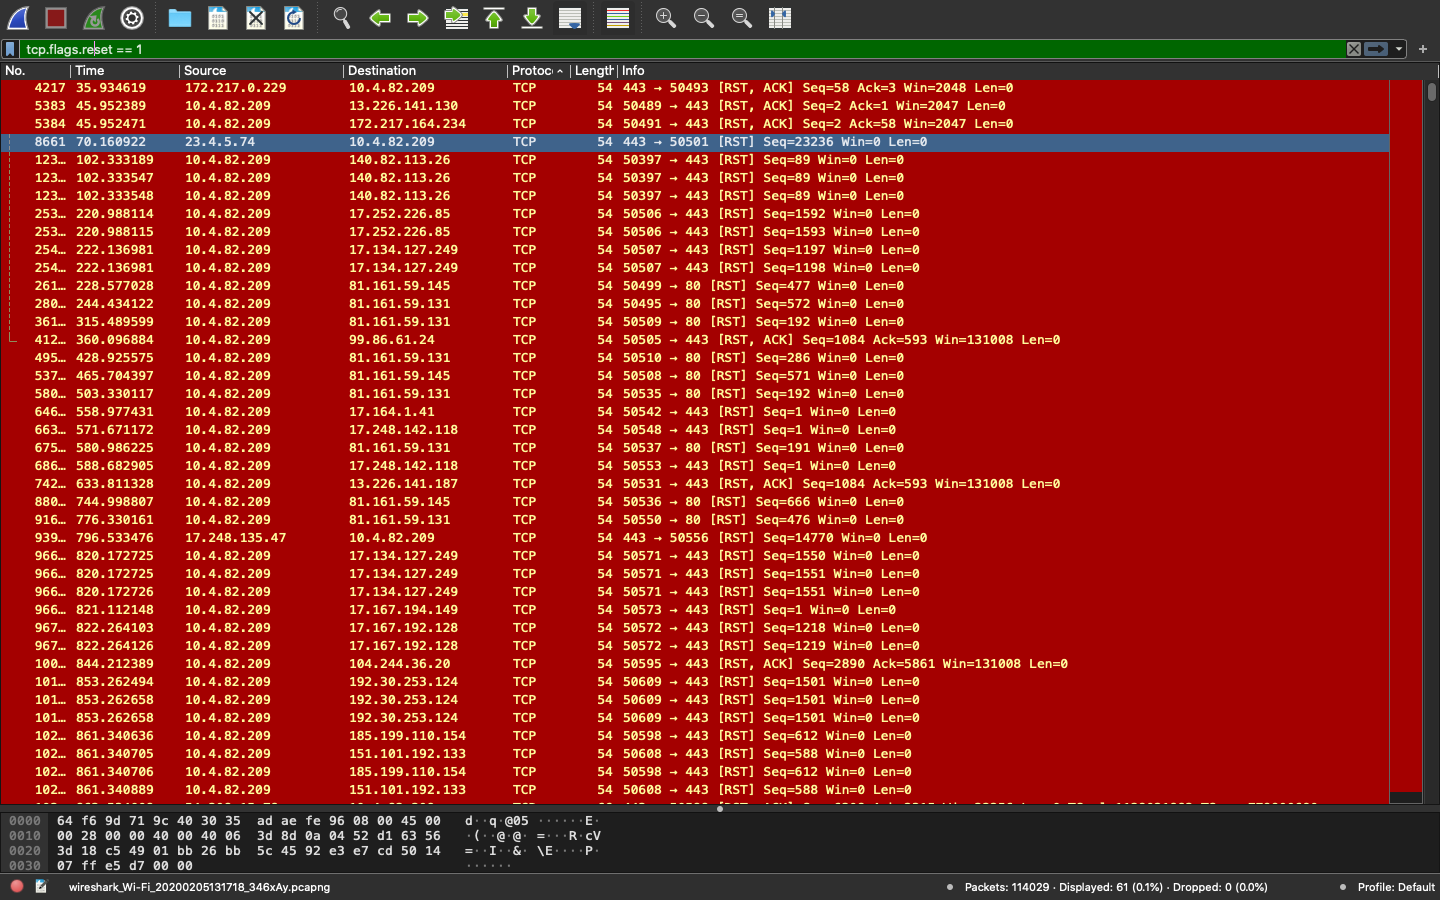 tcp.flags.reset == 1
No. Time Source Destination Protoc Length Info
4217 35.934619 172.217.0.229 10.4.82.209 TCP 54 443 → 50493 [RST, ACK] Seq=58 Ack=3 Win=2048 Len=0
5383 45.952389 10.4.82.209 13.226.141.130 TCP 54 50489 → 443 [RST, ACK] Seq=2 Ack=1 Win=2047 Len=0
5384 45.952471 10.4.82.209 172.217.164.234 TCP 54 50491 → 443 [RST, ACK] Seq=2 Ack=58 Win=2047 Len=0
8661 70.160922 23.4.5.74 10.4.82.209 TCP 54 443 → 50501 [RST] Seq=23236 Win=0 Len=0
123… 102.333189 10.4.82.209 140.82.113.26 TCP 54 50397 → 443 [RST] Seq=89 Win=0 Len=0
123… 102.333547 10.4.82.209 140.82.113.26 TCP 54 50397 → 443 [RST] Seq=89 Win=0 Len=0
123… 102.333548 10.4.82.209 140.82.113.26 TCP 54 50397 → 443 [RST] Seq=89 Win=0 Len=0
253… 220.988114 10.4.82.209 17.252.226.85 TCP 54 50506 → 443 [RST] Seq=1592 Win=0 Len=0
253… 220.988115 10.4.82.209 17.252.226.85 TCP 54 50506 → 443 [RST] Seq=1593 Win=0 Len=0
254… 222.136981 10.4.82.209 17.134.127.249 TCP 54 50507 → 443 [RST] Seq=1197 Win=0 Len=0
254… 222.136981 10.4.82.209 17.134.127.249 TCP 54 50507 → 443 [RST] Seq=1198 Win=0 Len=0
261… 228.577028 10.4.82.209 81.161.59.145 TCP 54 50499 → 80 [RST] Seq=477 Win=0 Len=0
280… 244.434122 10.4.82.209 81.161.59.131 TCP 54 50495 → 80 [RST] Seq=572 Win=0 Len=0
361… 315.489599 10.4.82.209 81.161.59.131 TCP 54 50509 → 80 [RST] Seq=192 Win=0 Len=0
412… 360.096884 10.4.82.209 99.86.61.24 TCP 54 50505 → 443 [RST, ACK] Seq=1084 Ack=593 Win=131008 Len=0
495… 428.925575 10.4.82.209 81.161.59.131 TCP 54 50510 → 80 [RST] Seq=286 Win=0 Len=0
537… 465.704397 10.4.82.209 81.161.59.145 TCP 54 50508 → 80 [RST] Seq=571 Win=0 Len=0
580… 503.330117 10.4.82.209 81.161.59.131 TCP 54 50535 → 80 [RST] Seq=192 Win=0 Len=0
646… 558.977431 10.4.82.209 17.164.1.41 TCP 54 50542 → 443 [RST] Seq=1 Win=0 Len=0
663… 571.671172 10.4.82.209 17.248.142.118 TCP 54 50548 → 443 [RST] Seq=1 Win=0 Len=0
675… 580.986225 10.4.82.209 81.161.59.131 TCP 54 50537 → 80 [RST] Seq=191 Win=0 Len=0
686… 588.682905 10.4.82.209 17.248.142.118 TCP 54 50553 → 443 [RST] Seq=1 Win=0 Len=0
742… 633.811328 10.4.82.209 13.226.141.187 TCP 54 50531 → 443 [RST, ACK] Seq=1084 Ack=593 Win=131008 Len=0
880… 744.998807 10.4.82.209 81.161.59.145 TCP 54 50536 → 80 [RST] Seq=666 Win=0 Len=0
916… 776.330161 10.4.82.209 81.161.59.131 TCP 54 50550 → 80 [RST] Seq=476 Win=0 Len=0
939… 796.533476 17.248.135.47 10.4.82.209 TCP 54 443 → 50556 [RST] Seq=14770 Win=0 Len=0
966… 820.172725 10.4.82.209 17.134.127.249 TCP 54 50571 → 443 [RST] Seq=1550 Win=0 Len=0
966… 820.172725 10.4.82.209 17.134.127.249 TCP 54 50571 → 443 [RST] Seq=1551 Win=0 Len=0
966… 820.172726 10.4.82.209 17.134.127.249 TCP 54 50571 → 443 [RST] Seq=1551 Win=0 Len=0
966… 821.112148 10.4.82.209 17.167.194.149 TCP 54 50573 → 443 [RST] Seq=1 Win=0 Len=0
967… 822.264103 10.4.82.209 17.167.192.128 TCP 54 50572 → 443 [RST] Seq=1218 Win=0 Len=0
967… 822.264126 10.4.82.209 17.167.192.128 TCP 54 50572 → 443 [RST] Seq=1219 Win=0 Len=0
100… 844.212389 10.4.82.209 104.244.36.20 TCP 54 50595 → 443 [RST, ACK] Seq=2890 Ack=5861 Win=131008 Len=0
101… 853.262494 10.4.82.209 192.30.253.124 TCP 54 50609 → 443 [RST] Seq=1501 Win=0 Len=0
101… 853.262658 10.4.82.209 192.30.253.124 TCP 54 50609 → 443 [RST] Seq=1501 Win=0 Len=0
101… 853.262658 10.4.82.209 192.30.253.124 TCP 54 50609 → 443 [RST] Seq=1501 Win=0 Len=0
102… 861.340636 10.4.82.209 185.199.110.154 TCP 54 50598 → 443 [RST] Seq=612 Win=0 Len=0
102… 861.340705 10.4.82.209 151.101.192.133 TCP 54 50608 → 443 [RST] Seq=588 Win=0 Len=0
102… 861.340706 10.4.82.209 185.199.110.154 TCP 54 50598 → 443 [RST] Seq=612 Win=0 Len=0
102… 861.340889 10.4.82.209 151.101.192.133 TCP 54 50608 → 443 [RST] Seq=588 Win=0 Len=0
0000 64 f6 9d 71 9c 40 30 35 ad ae fe 96 08 00 45 00 d··q·@05 ······E·
0010 00 28 00 00 40 00 40 06 3d 8d 0a 04 52 d1 63 56 ·(··@·@· =···R·cV
0020 3d 18 c5 49 01 bb 26 bb 5c 45 92 e3 e7 cd 50 14 =··I··&· \E····P·
0030 07 ff e5 d7 00 00 ······
wireshark_Wi-Fi_20200205131718_346xAy.pcapng
Packets: 114029 · Displayed: 61 (0.1%) · Dropped: 0 (0.0%)
Profile: Default